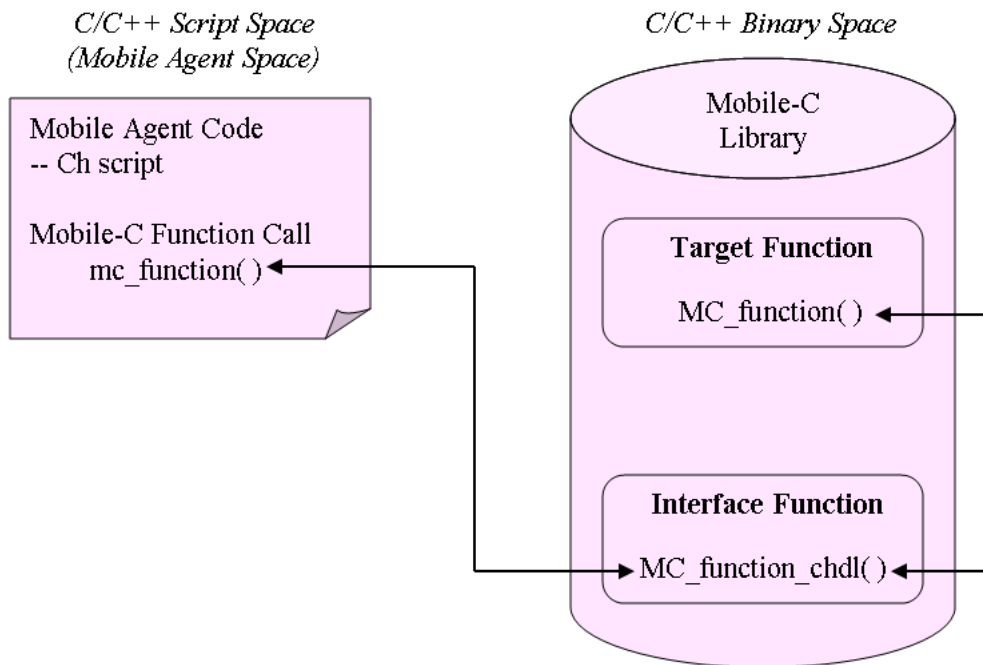 C/C++ Script Space
(Mobile Agent Space)
Mobile Agent Code
-- Ch script
Mobile-C Function Call
mc_function( )
C/C++ Binary Space
Mobile-C
Library
Target Function
MC_function( )
Interface Function
MC_function_chdl( )